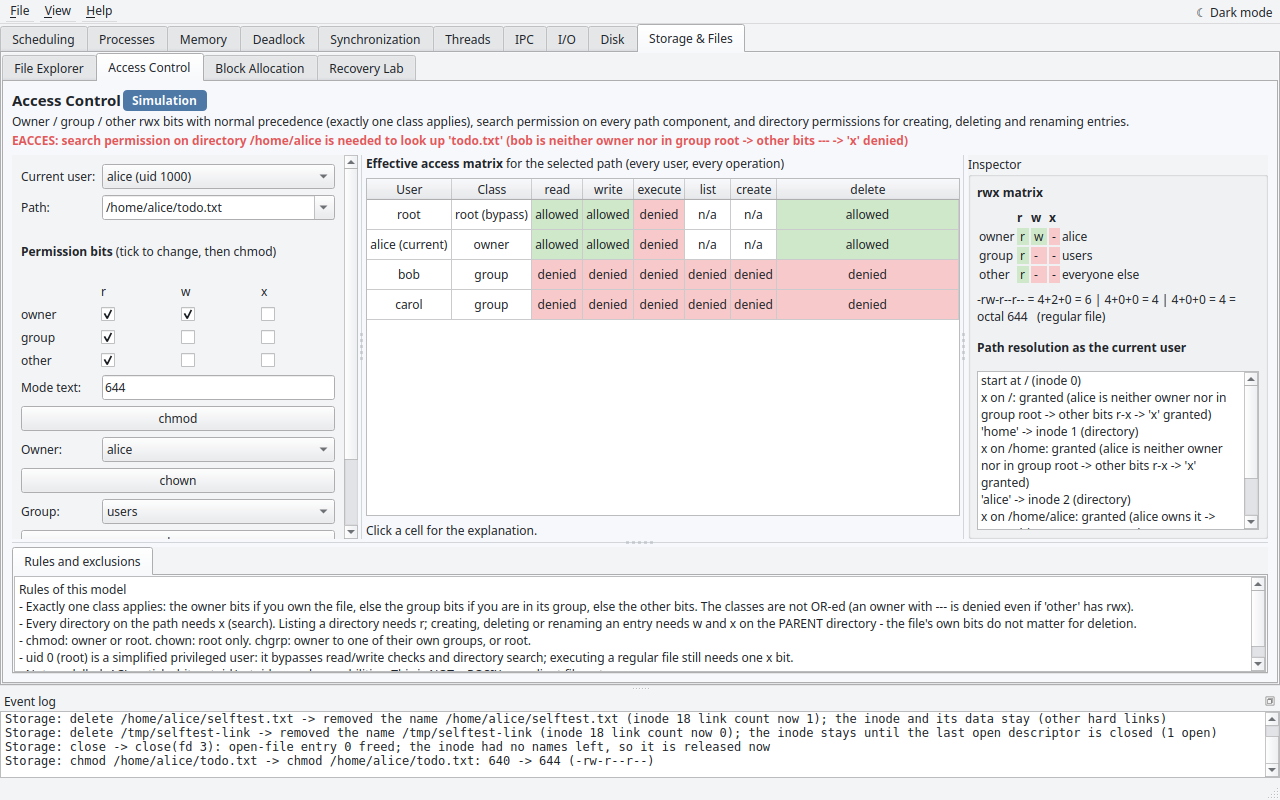 File View Help
☾ Dark mode
Scheduling Processes Memory Deadlock Synchronization Threads IPC I/O Disk Storage & Files
File Explorer Access Control Block Allocation Recovery Lab
Access Control Simulation
Owner / group / other rwx bits with normal precedence (exactly one class applies), search permission on every path component, and directory permissions for creating, deleting and renaming entries.
EACCES: search permission on directory /home/alice is needed to look up 'todo.txt' (bob is neither owner nor in group root -> other bits --- -> 'x' denied)
Current user: alice (uid 1000)
Path: /home/alice/todo.txt
Permission bits (tick to change, then chmod)
r w x
owner
group
other
Mode text: 644
chmod
Owner: alice
chown
Group: users
Effective access matrix for the selected path (every user, every operation)
User Class read write execute list create delete
root root (bypass) allowed allowed denied n/a n/a allowed
alice (current) owner allowed allowed denied n/a n/a allowed
bob group denied denied denied denied denied denied
carol group denied denied denied denied denied denied
Click a cell for the explanation.
Inspector
rwx matrix
r w x
owner r w - alice
group r - - users
other r - - everyone else
-rw-r--r-- = 4+2+0 = 6 | 4+0+0 = 4 | 4+0+0 = 4 =
octal 644 (regular file)
Path resolution as the current user
start at / (inode 0)
x on /: granted (alice is neither owner nor in
group root -> other bits r-x -> 'x' granted)
'home' -> inode 1 (directory)
x on /home: granted (alice is neither owner
nor in group root -> other bits r-x -> 'x'
granted)
'alice' -> inode 2 (directory)
x on /home/alice: granted (alice owns it ->
Rules and exclusions
Rules of this model
- Exactly one class applies: the owner bits if you own the file, else the group bits if you are in its group, else the other bits. The classes are not OR-ed (an owner with --- is denied even if 'other' has rwx).
- Every directory on the path needs x (search). Listing a directory needs r; creating, deleting or renaming an entry needs w and x on the PARENT directory - the file's own bits do not matter for deletion.
- chmod: owner or root. chown: root only. chgrp: owner to one of their own groups, or root.
- uid 0 (root) is a simplified privileged user: it bypasses read/write checks and directory search; executing a regular file still needs one x bit.
Event log
Storage: delete /home/alice/selftest.txt -> removed the name /home/alice/selftest.txt (inode 18 link count now 1); the inode and its data stay (other hard links)
Storage: delete /tmp/selftest-link -> removed the name /tmp/selftest-link (inode 18 link count now 0); the inode stays until the last open descriptor is closed (1 open)
Storage: close -> close(fd 3): open-file entry 0 freed; the inode had no names left, so it is released now
Storage: chmod /home/alice/todo.txt -> chmod /home/alice/todo.txt: 640 -> 644 (-rw-r--r--)